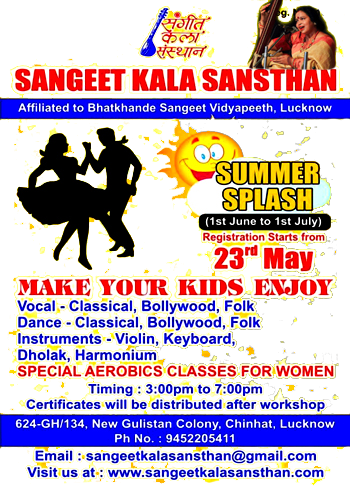 संगीत
कला
संस्थान
g.
SANGEET KALA SANSTHAN
Affiliated to Bhatkhande Sangeet Vidyapeeth, Lucknow
SUMMER
SPLASH
(1st June to 1st July)
Registration Starts from
23rd May
MAKE YOUR KIDS ENJOY
Vocal - Classical, Bollywood, Folk
Dance - Classical, Bollywood, Folk
Instruments - Violin, Keyboard,
Dholak, Harmonium
SPECIAL AEROBICS CLASSES FOR WOMEN
Timing : 3:00pm to 7:00pm
Certificates will be distributed after workshop
624-GH/134, New Gulistan Colony, Chinhat, Lucknow
Ph No. : 9452205411
Email : sangeetkalasansthan@gmail.com
Visit us at : www.sangeetkalasansthan.com